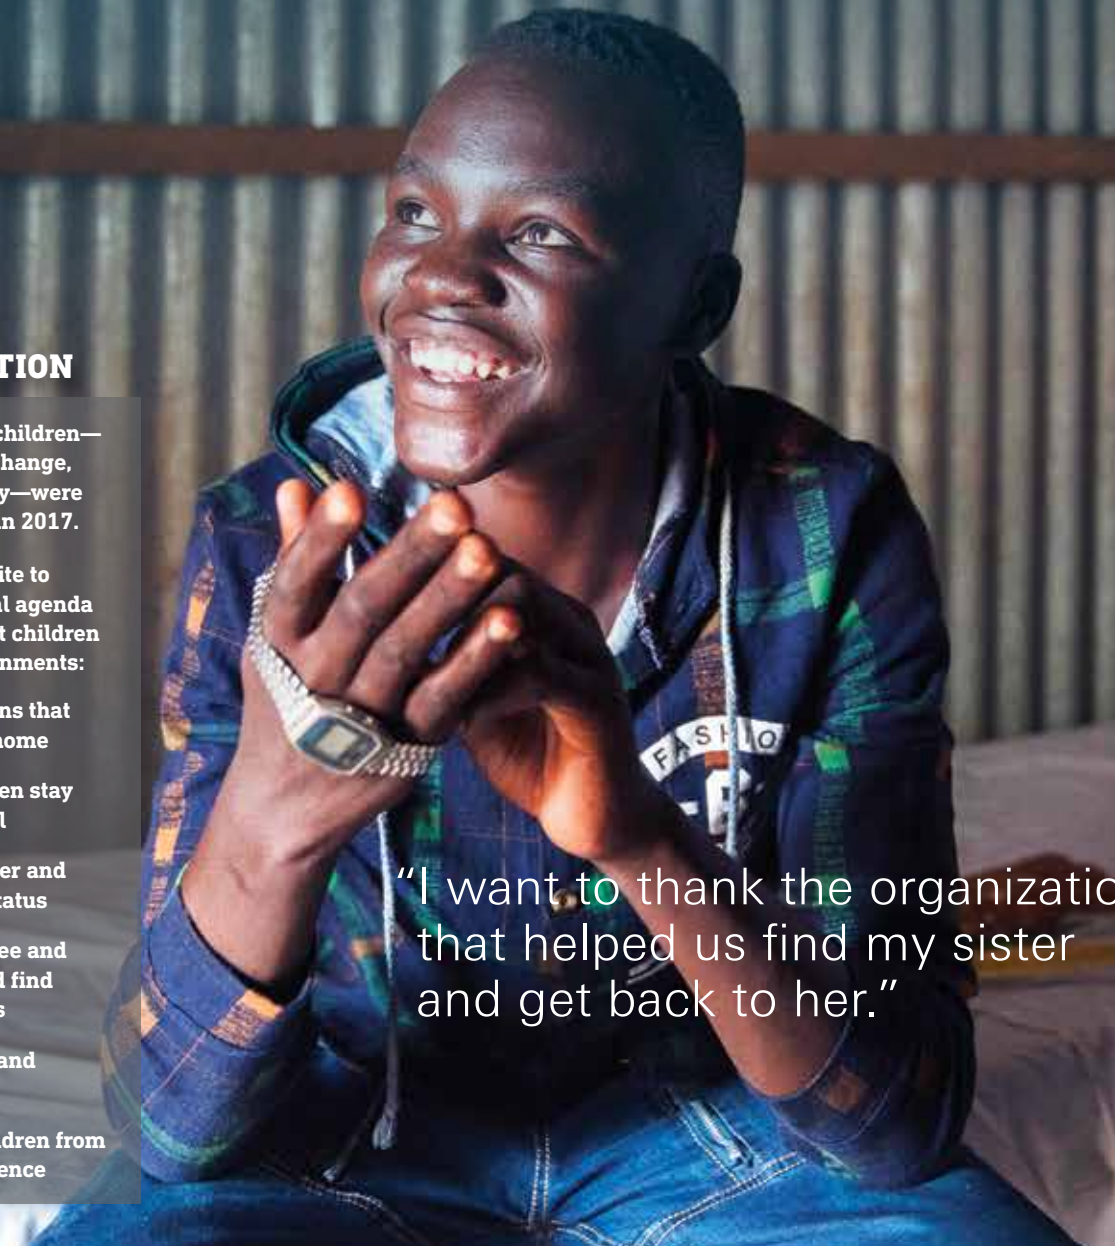 TION
children—
hange,
y—were
n 2017.
ite to
l agenda
t children
nments:
ns that
home
en stay
l
er and
tatus
ee and
d find
s
and
dren from
ence
FASHIO
“I want to thank the organizatio
that helped us find my sister
and get back to her.”